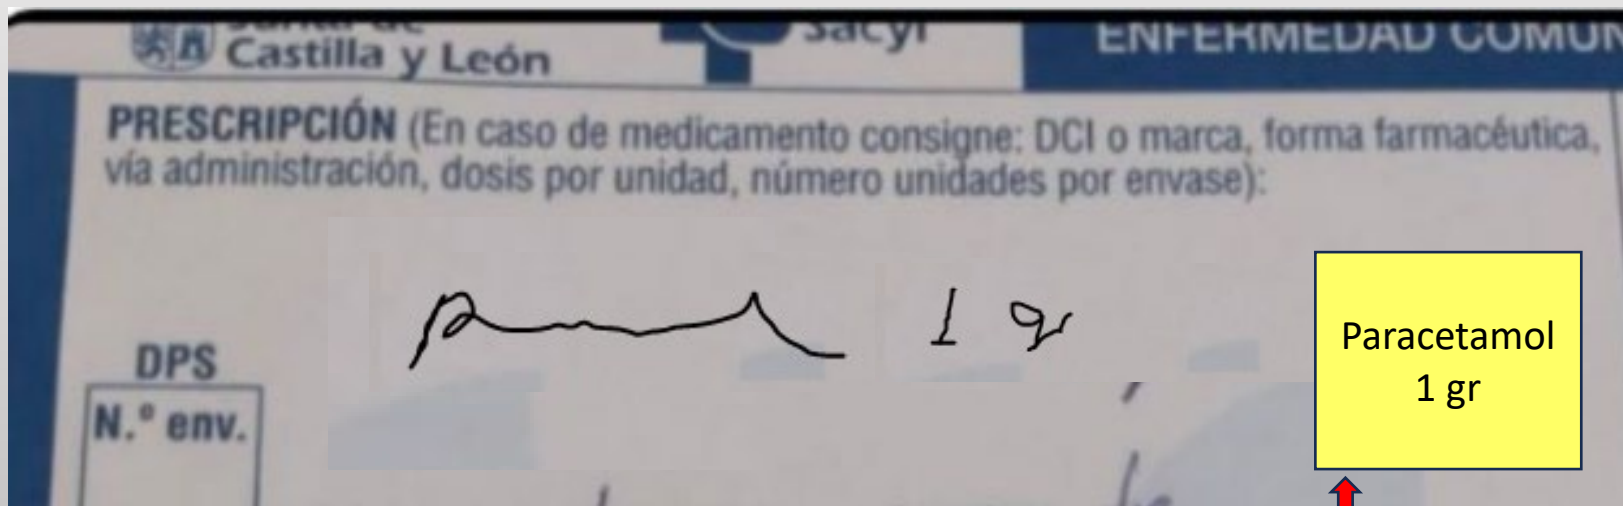 Castilla y León
Sacyl
ENFERMEDAD COMÚN
PRESCRIPCIÓN (En caso de medicamento consigne: DCI o marca, forma farmacéutica,
vía administración, dosis por unidad, número unidades por envase):
1 gr
Paracetamol
1 gr
DPS
N.º env.